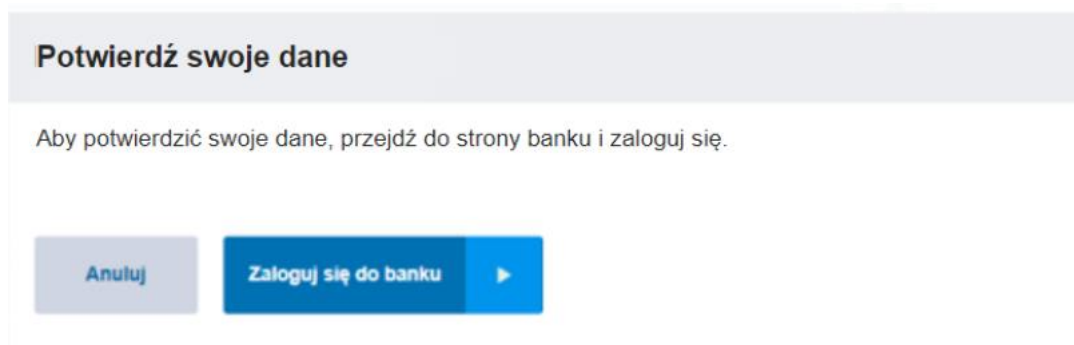 Potwierdź swoje dane
Aby potwierdzić swoje dane, przejdź do strony banku i zaloguj się.
Anuluj
Zaloguj się do banku